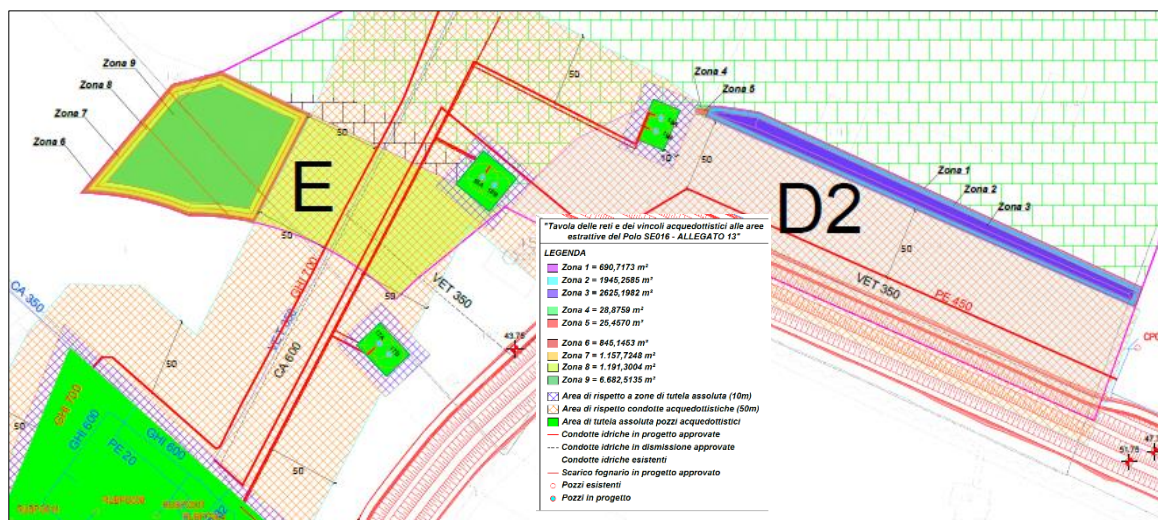 Zona 9
Zona 8
Zona 7
Zona 6
50
50
Zona 4
Zona 5
10
50
Zona 1
Zona 2
Zona 3
E
D2
50
50
50
50
CA 350
VET 350
GHI 700
CA 600
VET 350
43.75
VET 350
PE 450
50
50
50
GHI 700
GHI 600
PE 20
GHI 600
51.75
"Tavola delle reti e dei vincoli acquedottistici alle aree
estrattive del Polo SE016 - ALLEGATO 13"
LEGENDA
Zona 1 = 690,7173 m²
Zona 2 = 1945,2585 m²
Zona 3 = 2625,1982 m²
Zona 4 = 28,8759 m²
Zona 5 = 25,4570 m²
Zona 6 = 845,1463 m²
Zona 7 = 1.157,7248 m²
Zona 8 = 1.191,3004 m²
Zona 9 = 6.682,5135 m²
Area di rispetto a zone di tutela assoluta (10m)
Area di rispetto condotte acquedottistiche (50m)
Area di tutela assoluta pozzi acquedottistici
Condotte idriche in progetto approvate
Condotte idriche in dismissione approvate
Condotte idriche esistenti
Scarico fognario in progetto approvato
Pozzi esistenti
Pozzi in progetto